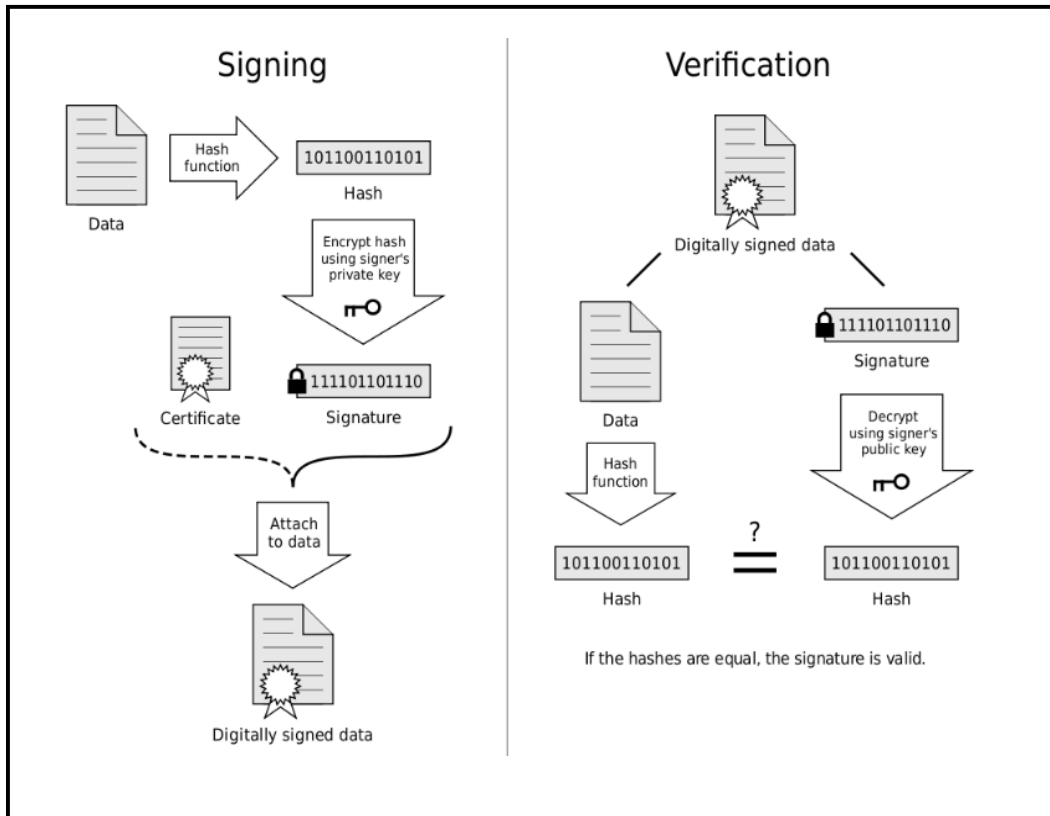 Signing
Data
Hash
function
101100110101
Hash
Encrypt hash
using signer's
private key
Certificate
111101101110
Signature
Attach
to data
Digitally signed data
Verification
Digitally signed data
Data
111101101110
Signature
Hash
function
Decrypt
using signer's
public key
101100110101
Hash
?
101100110101
Hash
If the hashes are equal, the signature is valid.